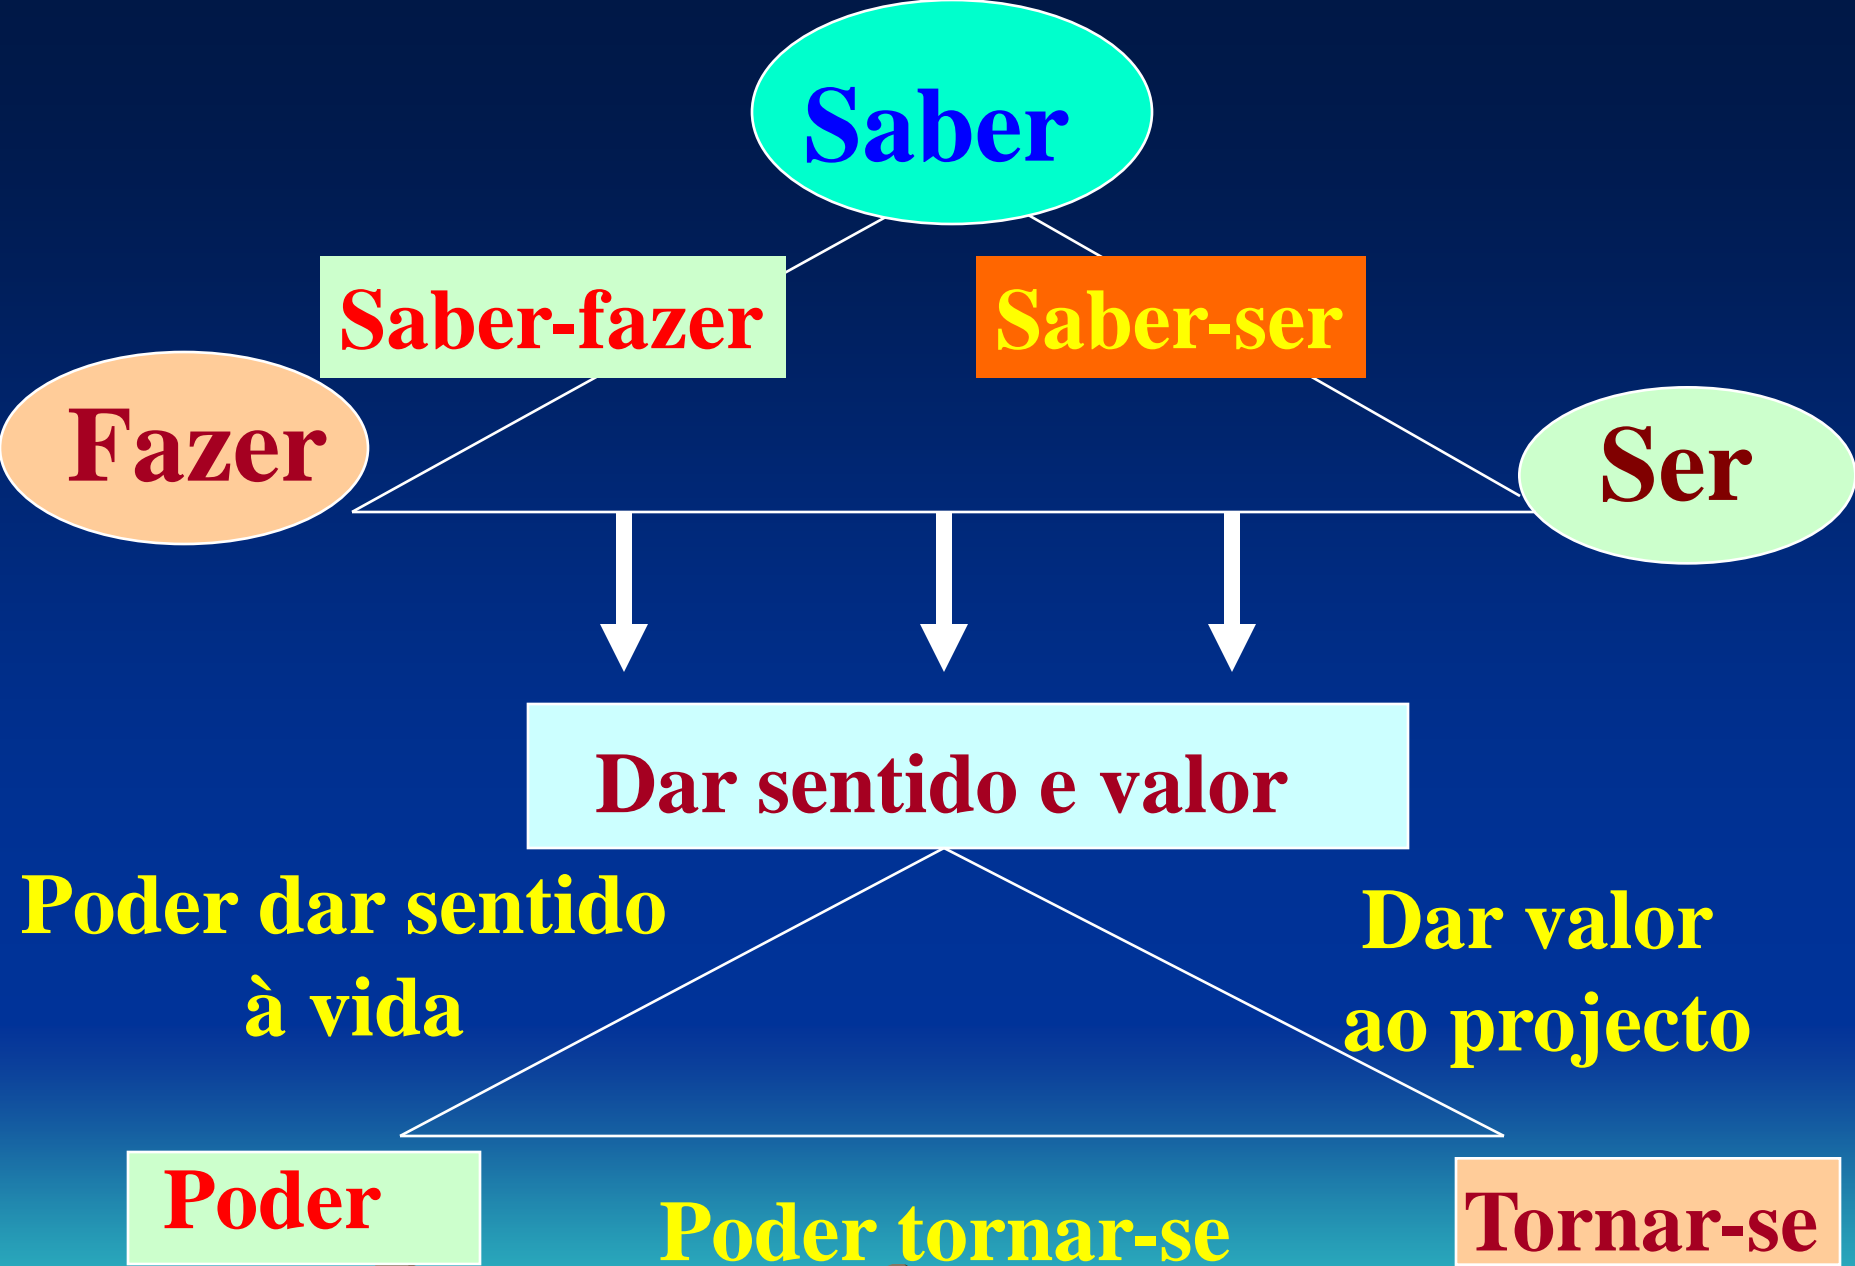 Saber
Saber-fazer
Saber-ser
Fazer
Ser
Dar sentido e valor
Poder dar sentido
à vida
Dar valor
ao projecto
Poder
Poder tornar-se
Tornar-se